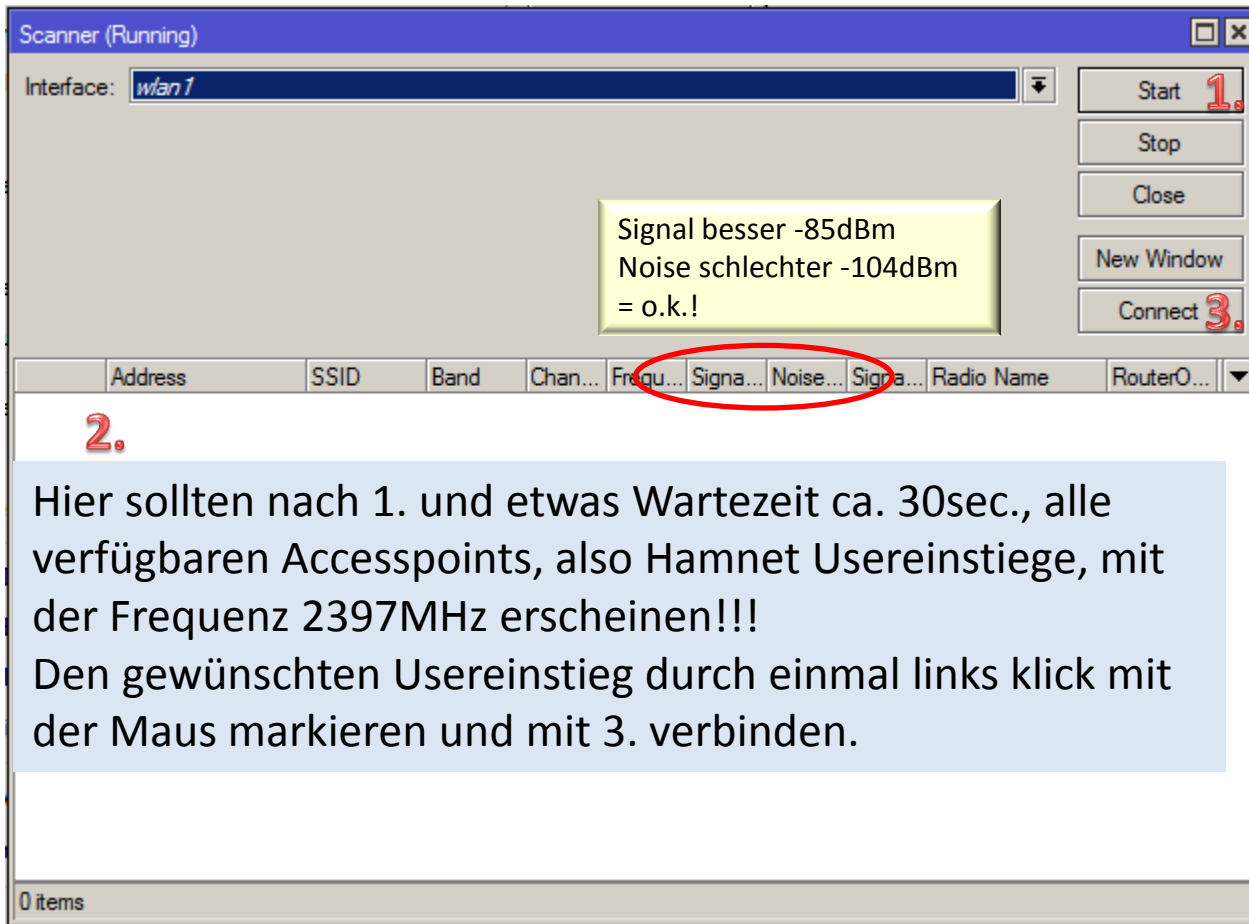 Scanner (Running)
Interface: wlan1
Start 1.
Stop
Close
Signal besser -85dBm
Noise schlechter -104dBm
= o.k.!
New Window
Connect 3.
Address SSID Band Chan... Frequ... Signa... Noise... Signa... Radio Name RouterO...
2.
Hier sollten nach 1. und etwas Wartezeit ca. 30sec., alle
verfügbaren Accesspoints, also Hamnet Usereinstiege, mit
der Frequenz 2397MHz erscheinen!!!
Den gewünschten Usereinstieg durch einmal links klick mit
der Maus markieren und mit 3. verbinden.
0 items